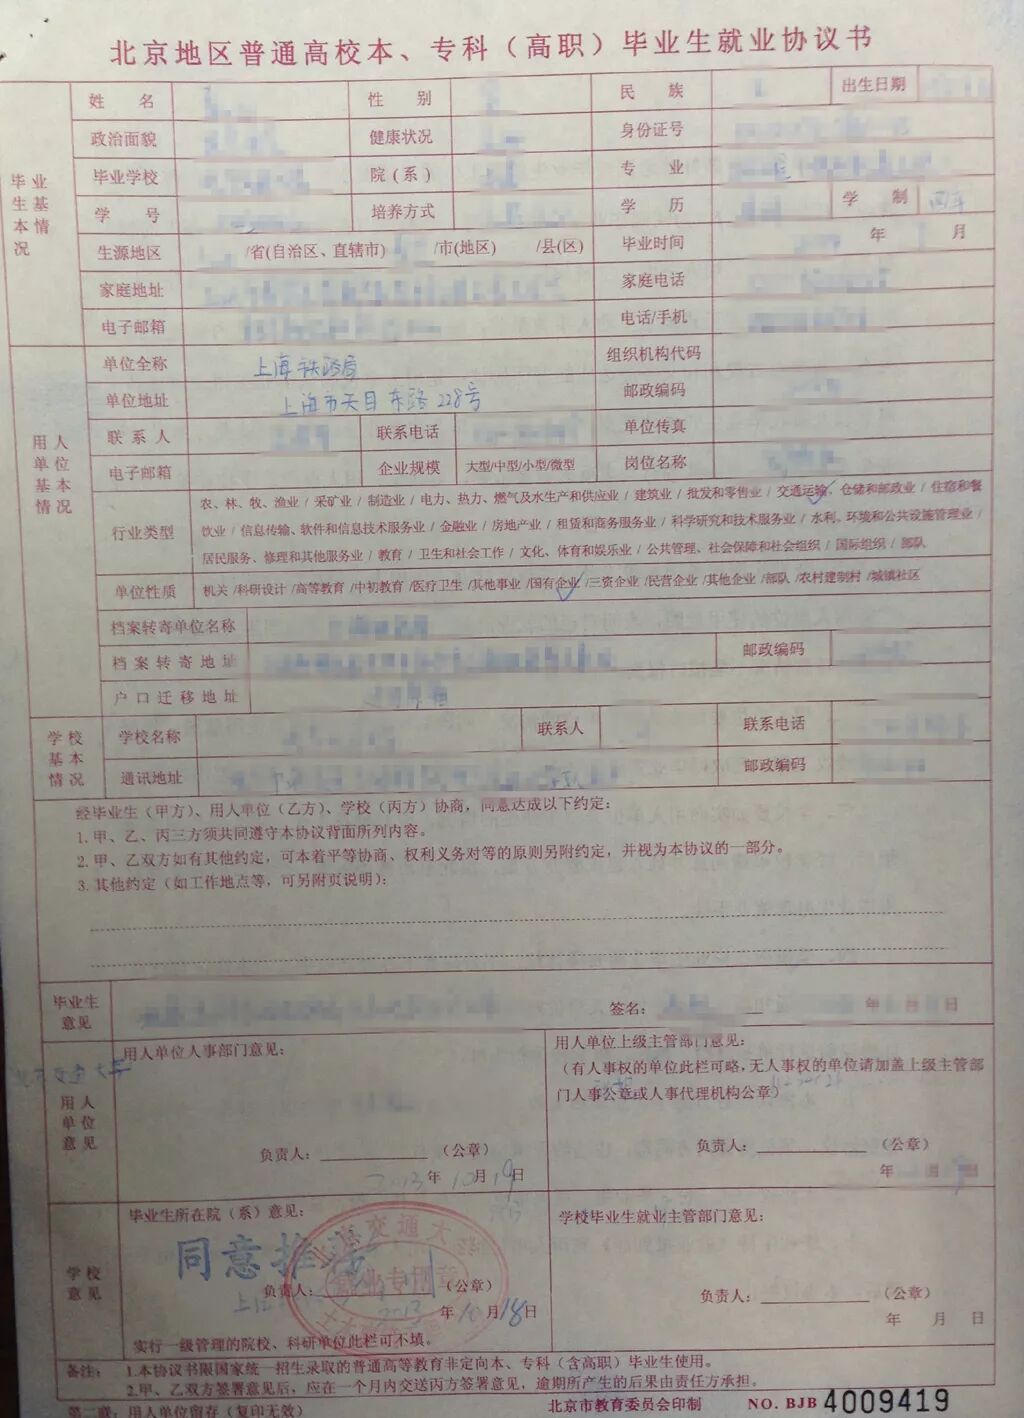 北京地区普通高校本、专科（高职）毕业生就业协议书
毕业生基本情况
姓 名 性 别 民 族 出生日期
政治面貌 健康状况 身份证号
毕业学校 院（系） 专 业
学 号 培养方式 学 历 学 制 四年
生源地区 /省(自治区、直辖市) /市(地区) /县(区) 毕业时间 年 月
家庭地址 家庭电话
电子邮箱 电话/手机
用人单位基本情况
单位全称 上海铁路局 组织机构代码
单位地址 上海市天目东路228号 邮政编码
联系人 联系电话 单位传真
电子邮箱 企业规模 大型/中型/小型/微型 岗位名称
行业类型
农、林、牧、渔业 / 采矿业 / 制造业 / 电力、热力、燃气及水生产和供应业 / 建筑业 / 批发和零售业 / 交通运输、仓储和邮政业 / 住宿和餐
饮业 / 信息传输、软件和信息技术服务业 / 金融业 / 房地产业 / 租赁和商务服务业 / 科学研究和技术服务业 / 水利、环境和公共设施管理业 /
居民服务、修理和其他服务业 / 教育 / 卫生和社会工作 / 文化、体育和娱乐业 / 公共管理、社会保障和社会组织 / 国际组织 / 部队
单位性质 机关 /科研设计 /高等教育 /中初教育 /医疗卫生 /其他事业 /国有企业 /三资企业 /民营企业 /其他企业 /部队 /农村建制村 /城镇社区
档案转寄单位名称
档案转寄地址 邮政编码
户口迁移地址
学校基本情况
学校名称 联系人 联系电话
通讯地址 邮政编码
经毕业生（甲方）、用人单位（乙方）、学校（丙方）协商，同意达成以下约定：
1. 甲、乙、丙三方须共同遵守本协议背面所列内容。
2. 甲、乙双方如有其他约定，可本着平等协商、权利义务对等的原则另附约定，并视为本协议的一部分。
3. 其他约定（如工作地点等，可另附页说明）：
毕业生意见 签名： 年 月 日
用人单位意见
用人单位人事部门意见： 用人单位上级主管部门意见：
（有人事权的单位此栏可略，无人事权的单位请加盖上级主管部
门人事公章或人事代理机构公章）
负责人： （公章） 负责人： （公章）
2013年10月19日 年 月 日
学校意见
毕业生所在院（系）意见： 学校毕业生就业主管部门意见：
同意推荐
交通大
就业专用章
负责人： （公章） 负责人： （公章）
2013年10月18日 年 月 日
实行一级管理的院校、科研单位此栏可不填。
备注： 1.本协议书限国家统一招生录取的普通高等教育非定向本、专科（含高职）毕业生使用。
2.甲、乙双方签署意见后，应在一个月内交送丙方签署意见，逾期所产生的后果由责任方承担。
第二联：用人单位留存（复印无效） 北京市教育委员会印制 NO. BJB 4009419